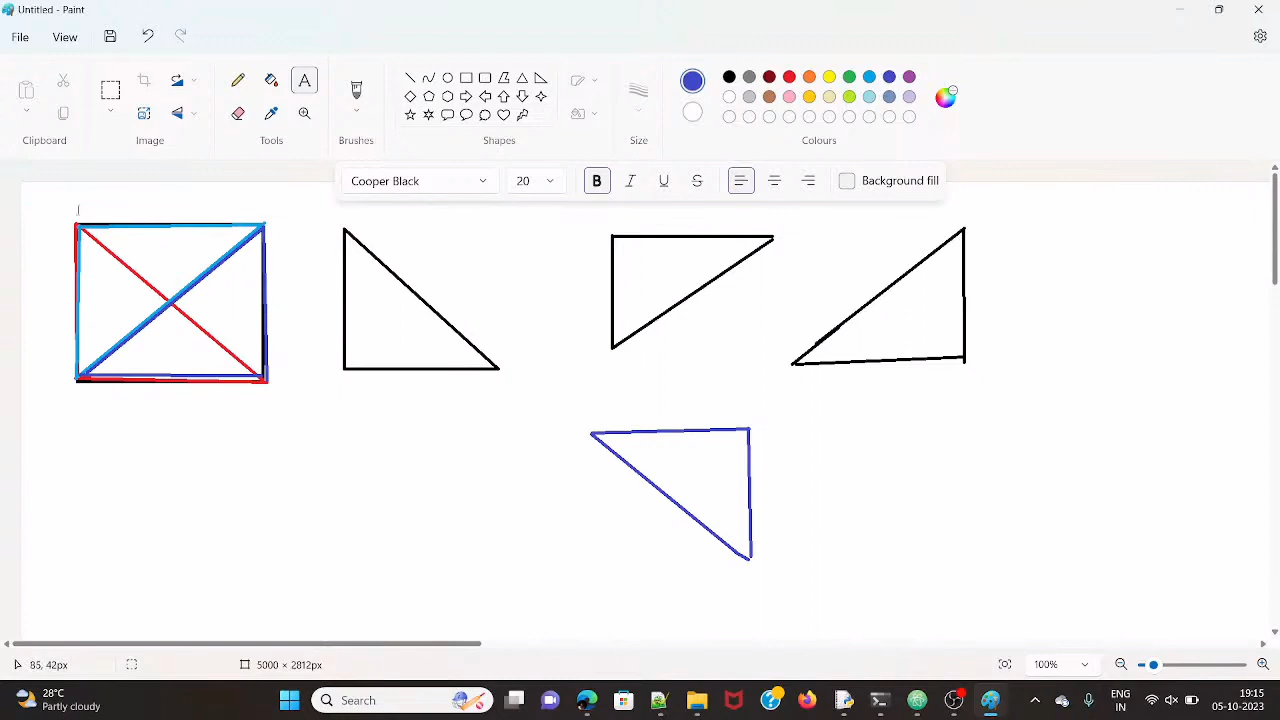 Untitled - Paint
File
View
Clipboard
Image
Tools
Brushes
Shapes
Size
Colours
A
Cooper Black
20
B
I
U
S
Background fill
85, 42px
5000 × 2812px
100%
28°C
Partly cloudy
Search
ENG
IN
19:15
05-10-2023